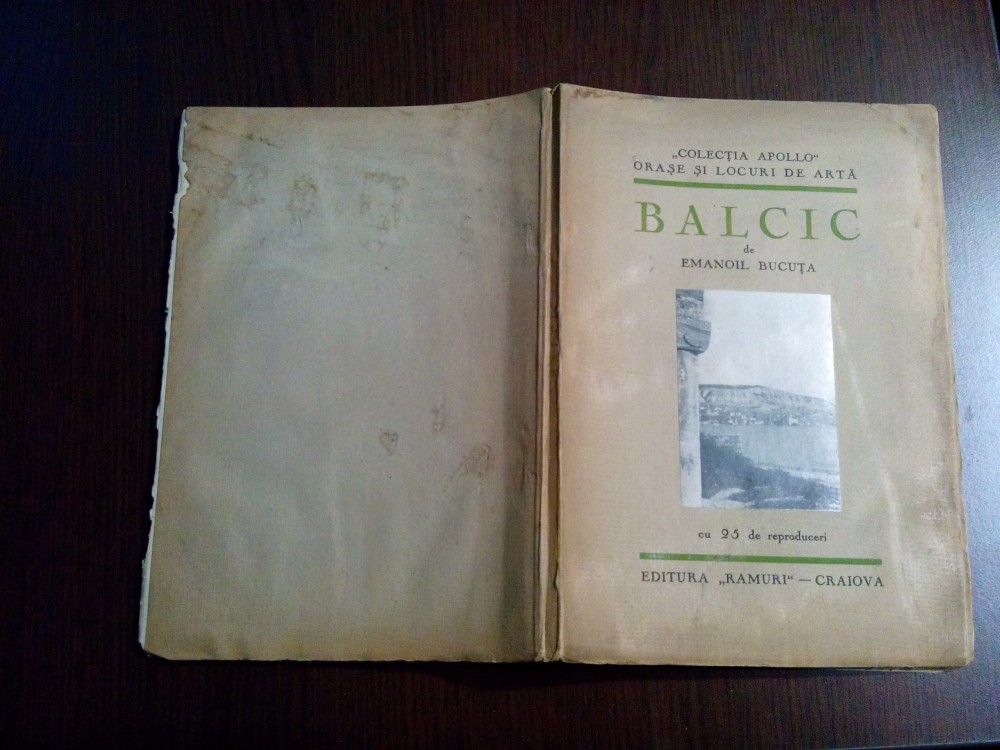 „COLECȚIA APOLLO“
ORAȘE ȘI LOCURI DE ARTĂ
BALCIC
de
EMANOIL BUCUȚA
cu 25 de reproduceri
EDITURA „RAMURI“ — CRAIOVA